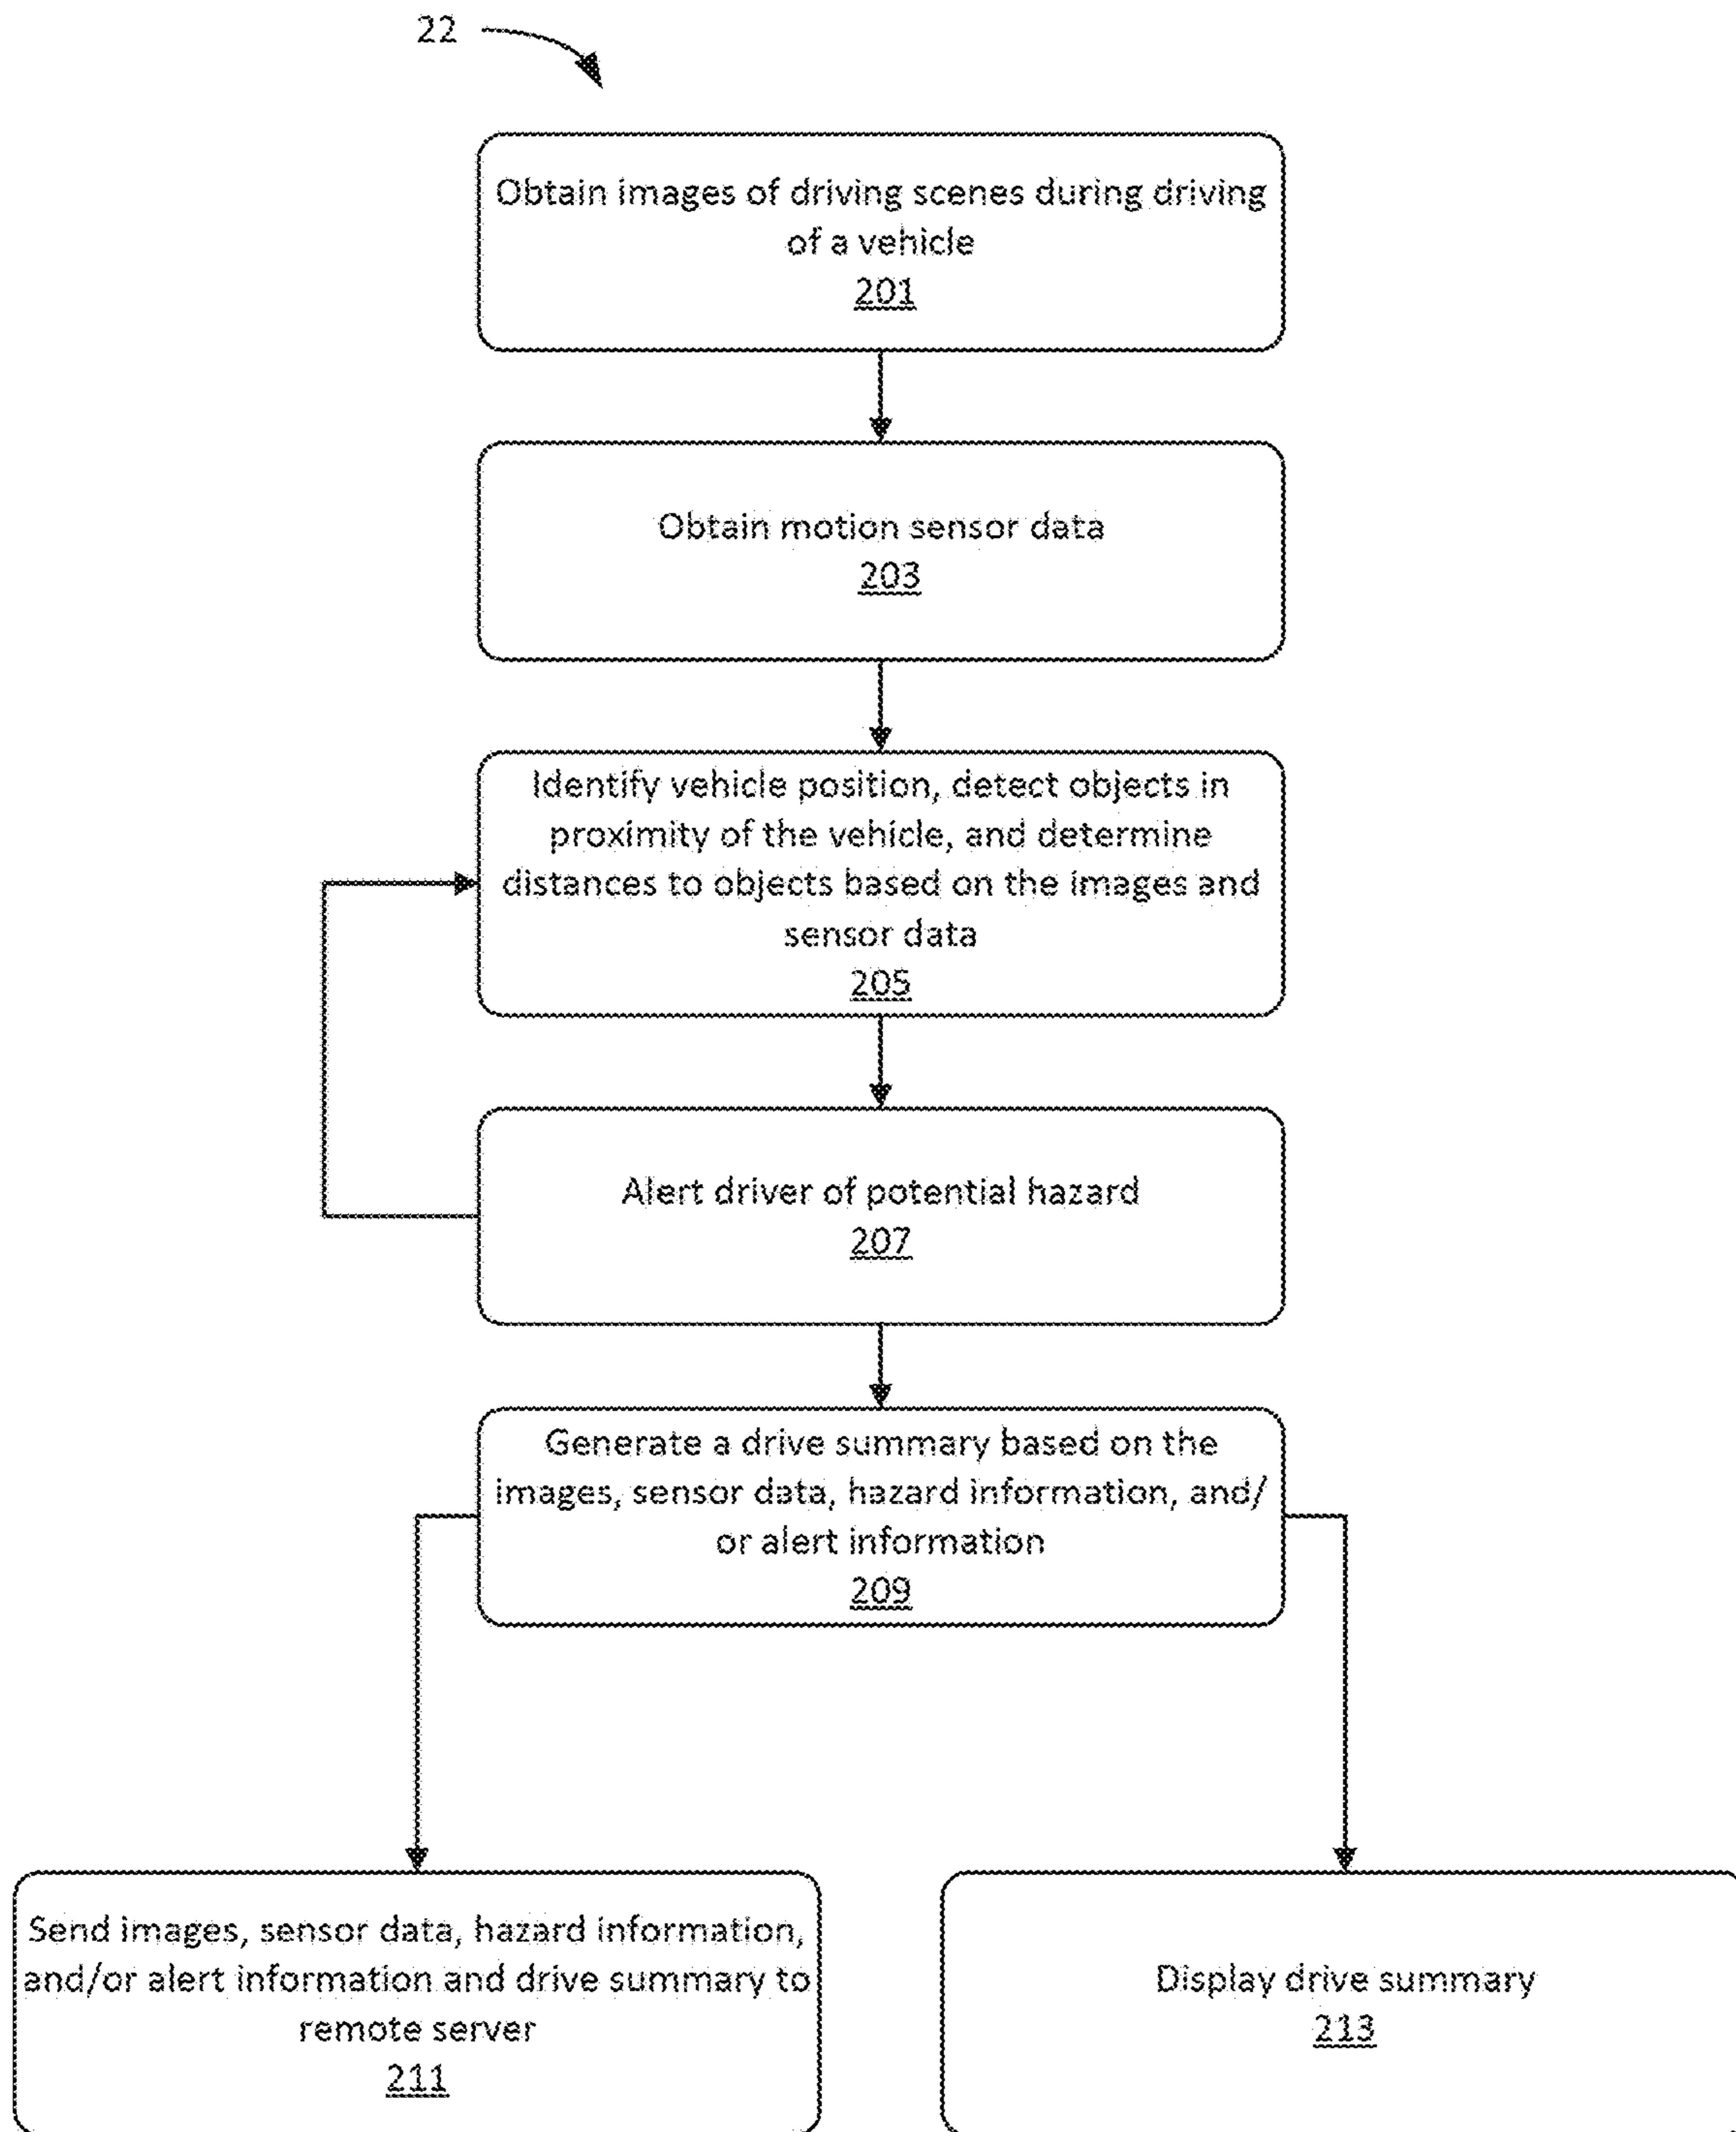 22
Obtain images of driving scenes during driving
of a vehicle
201
Obtain motion sensor data
203
Identify vehicle position, detect objects in
proximity of the vehicle, and determine
distances to objects based on the images and
sensor data
205
Alert driver of potential hazard
207
Generate a drive summary based on the
images, sensor data, hazard information, and/
or alert information
209
Send images, sensor data, hazard information,
and/or alert information and drive summary to
remote server
211
Display drive summary
213